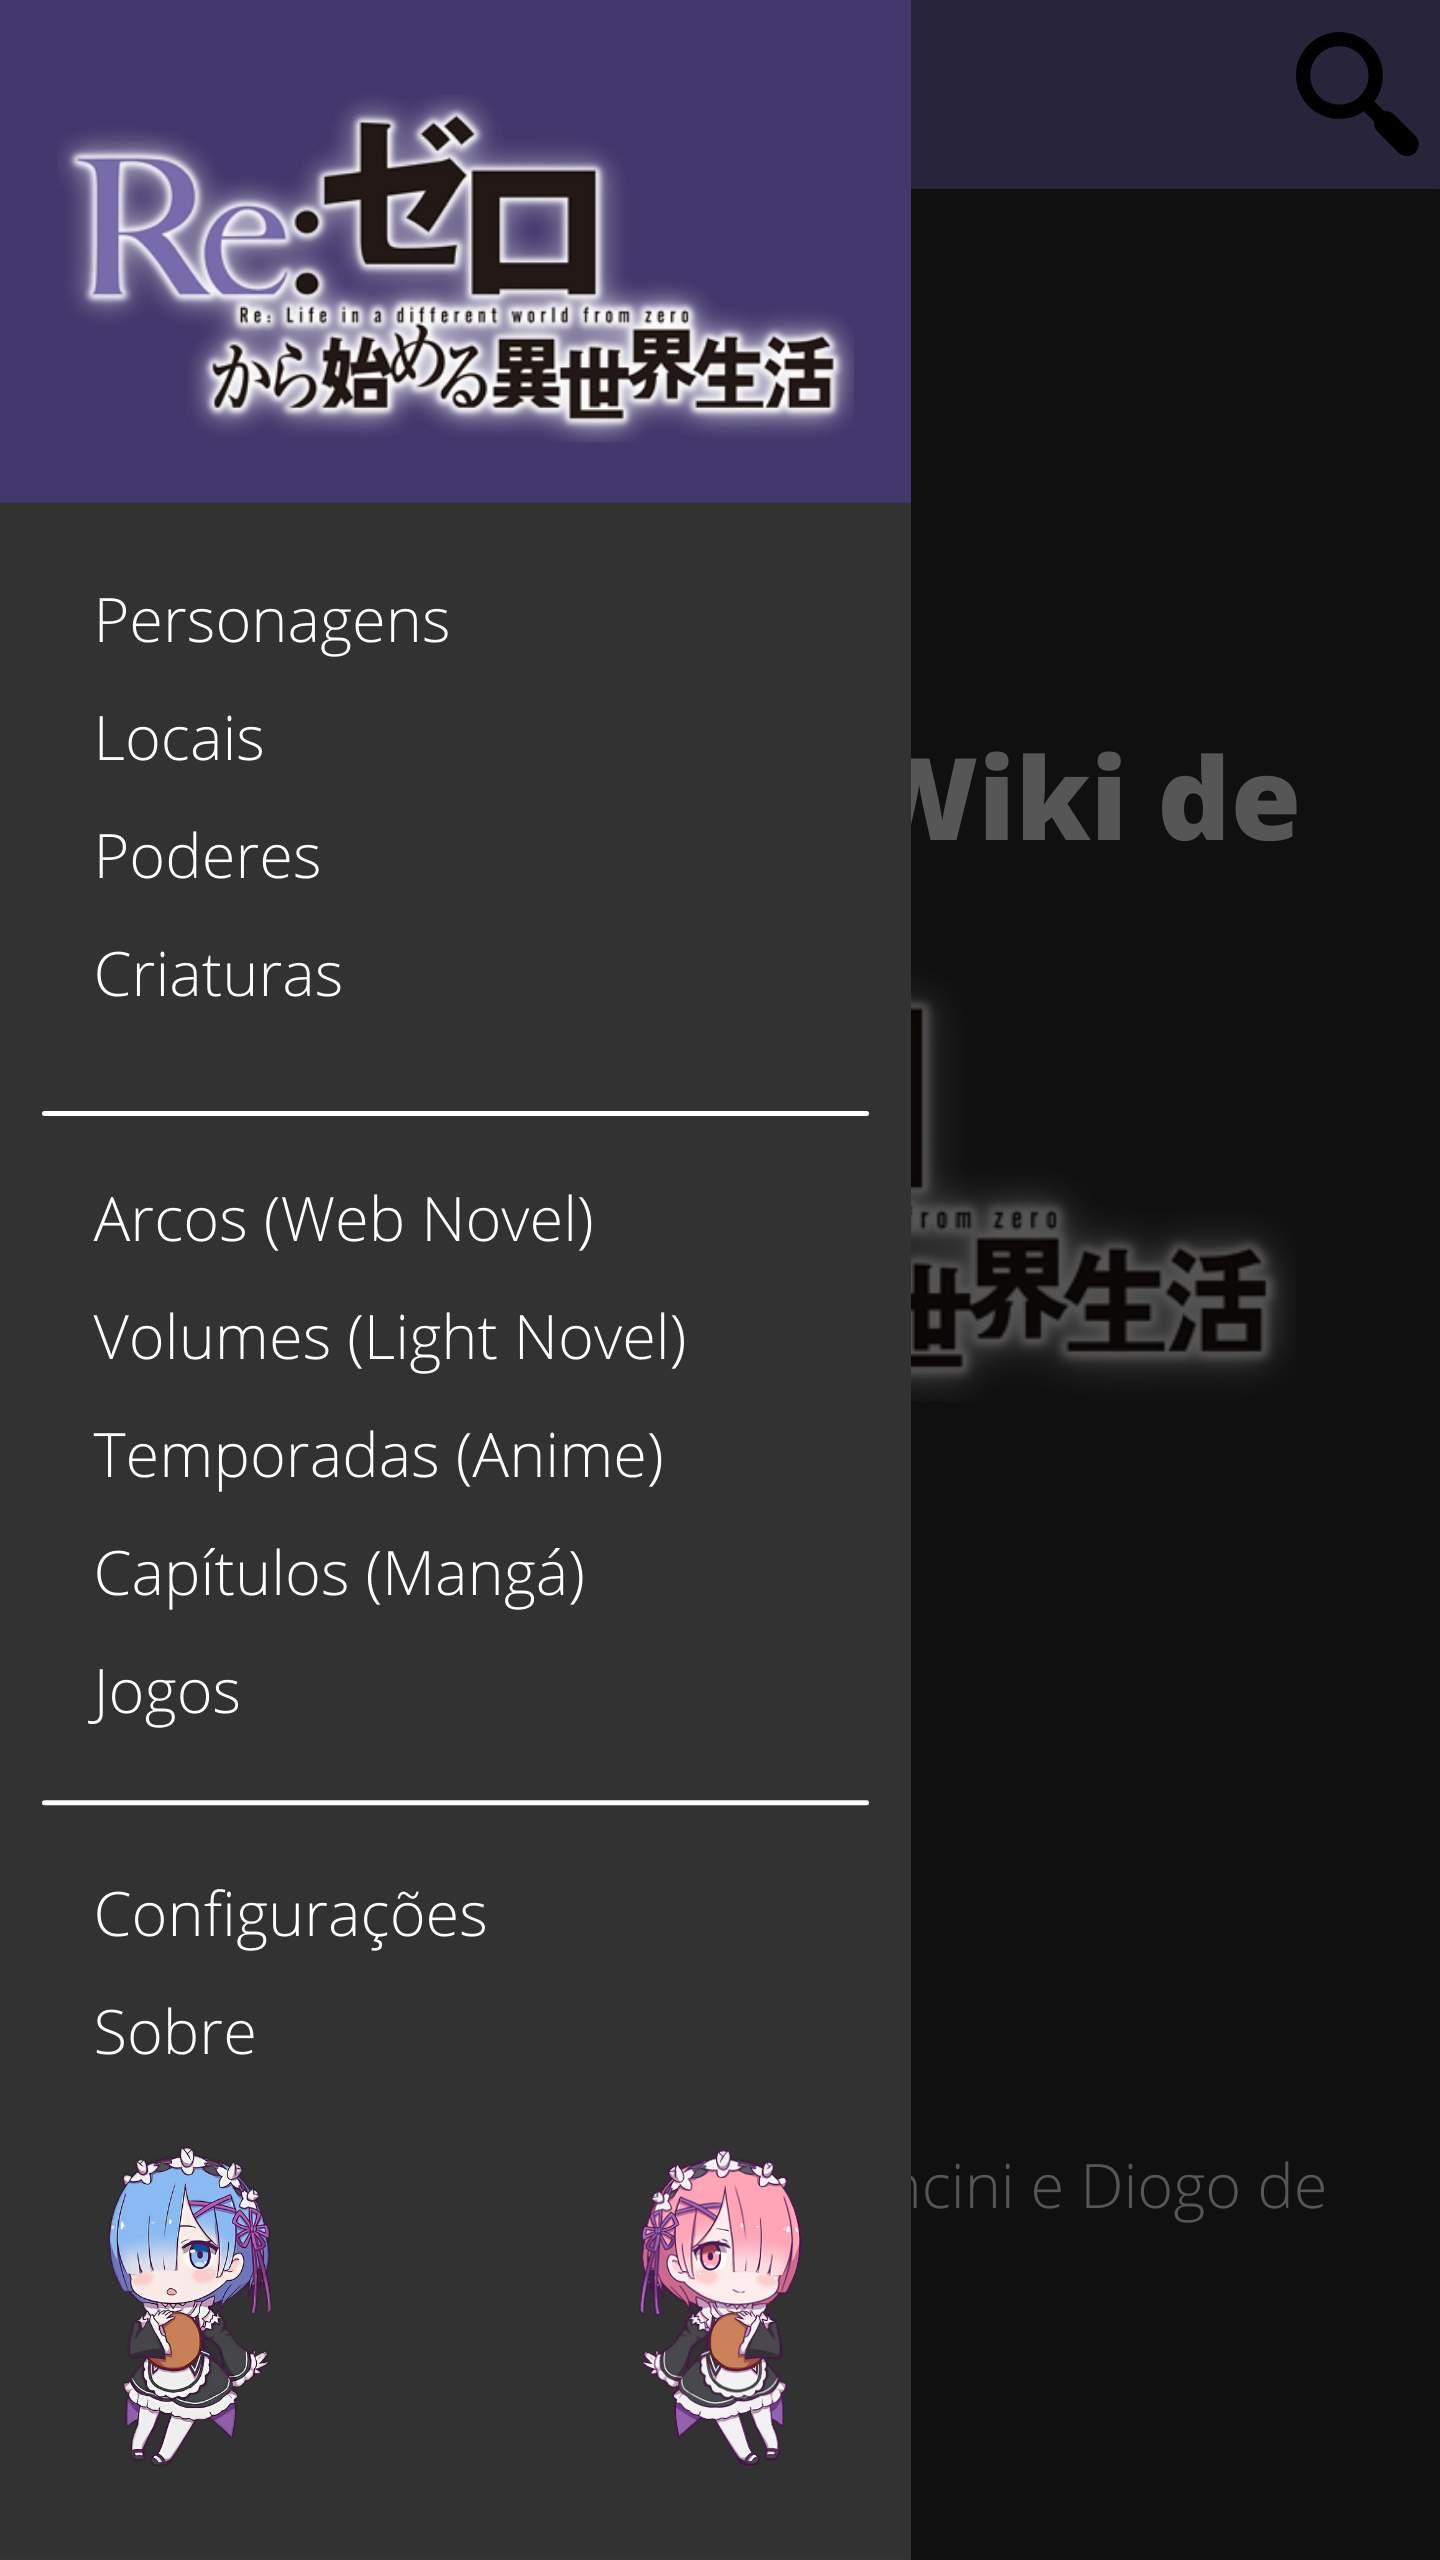 Re:ゼロ
Re: Life in a different world from zero
から始める異世界生活
Personagens
Locais
Poderes
Criaturas
Arcos (Web Novel)
Volumes (Light Novel)
Temporadas (Anime)
Capítulos (Mangá)
Jogos
Configurações
Sobre
Wiki de
from zero
世界生活
e Diogo de